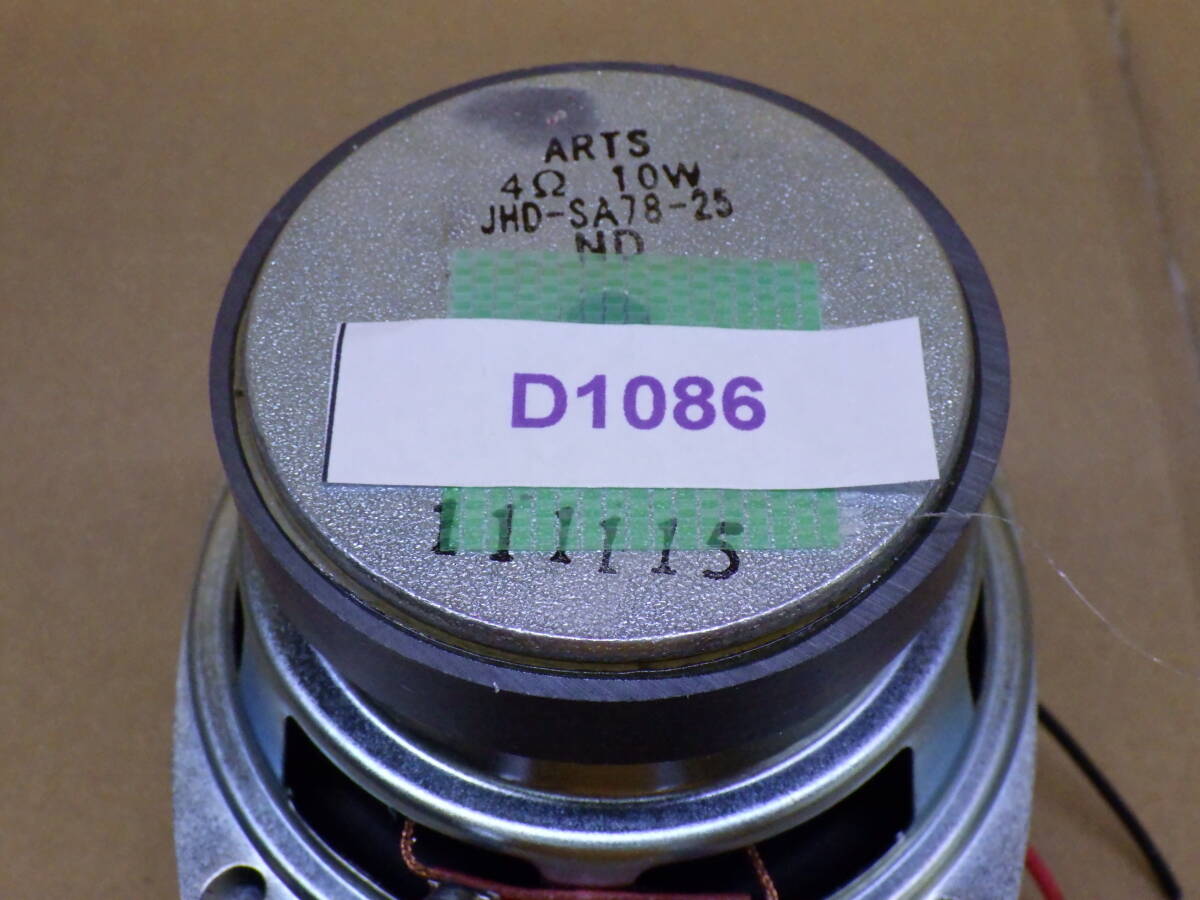 ARTS
4Ω 10W
JHD-SA78-25
ND
D1086
111115